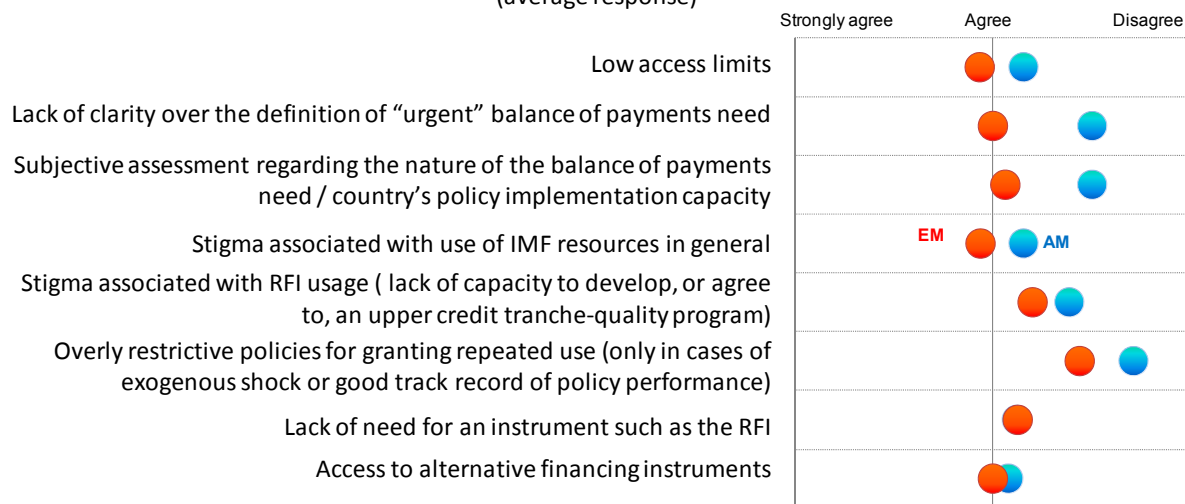 (average response)
Strongly agree Agree Disagree
Low access limits
Lack of clarity over the definition of “urgent” balance of payments need
Subjective assessment regarding the nature of the balance of payments
need / country’s policy implementation capacity
Stigma associated with use of IMF resources in general
EM AM
Stigma associated with RFI usage ( lack of capacity to develop, or agree
to, an upper credit tranche-quality program)
Overly restrictive policies for granting repeated use (only in cases of
exogenous shock or good track record of policy performance)
Lack of need for an instrument such as the RFI
Access to alternative financing instruments